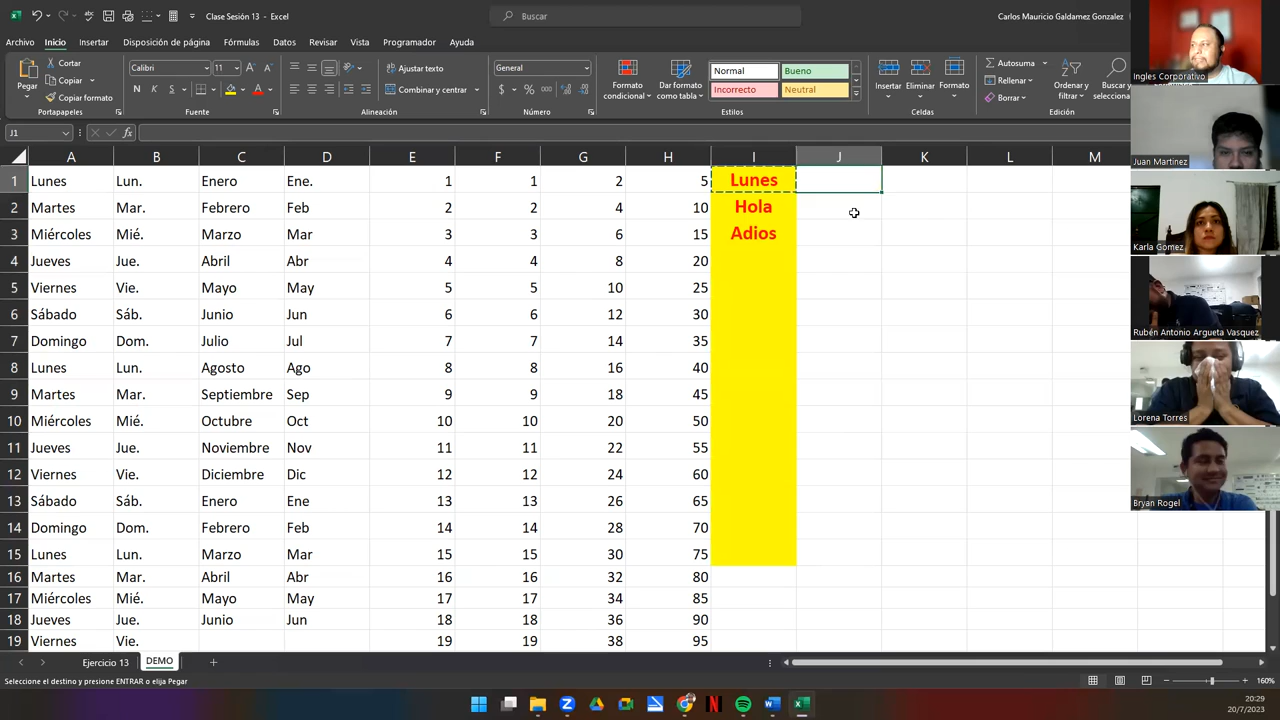 Clase Sesión 13 - Excel
Buscar
Carlos Mauricio Galdamez Gonzalez
Archivo Inicio Insertar Disposición de página Fórmulas Datos Revisar Vista Programador Ayuda
Pegar
Cortar
Copiar
Copiar formato
Portapapeles
Calibri 11
N K S
Fuente
Ajustar texto
Combinar y centrar
Alineación
General
Número
Formato condicional
Dar formato como tabla
Normal Bueno
Incorrecto Neutral
Estilos
Insertar Eliminar Formato
Celdas
Autosuma
Rellenar
Borrar
Ordenar y filtrar
Buscar y selecciona
Edición
J1
fx
A B C D E F G H I J K L M
1 Lunes Lun. Enero Ene. 1 1 2 5 Lunes
2 Martes Mar. Febrero Feb 2 2 4 10 Hola
3 Miércoles Mié. Marzo Mar 3 3 6 15 Adios
4 Jueves Jue. Abril Abr 4 4 8 20
5 Viernes Vie. Mayo May 5 5 10 25
6 Sábado Sáb. Junio Jun 6 6 12 30
7 Domingo Dom. Julio Jul 7 7 14 35
8 Lunes Lun. Agosto Ago 8 8 16 40
9 Martes Mar. Septiembre Sep 9 9 18 45
10 Miércoles Mié. Octubre Oct 10 10 20 50
11 Jueves Jue. Noviembre Nov 11 11 22 55
12 Viernes Vie. Diciembre Dic 12 12 24 60
13 Sábado Sáb. Enero Ene 13 13 26 65
14 Domingo Dom. Febrero Feb 14 14 28 70
15 Lunes Lun. Marzo Mar 15 15 30 75
16 Martes Mar. Abril Abr 16 16 32 80
17 Miércoles Mié. Mayo May 17 17 34 85
18 Jueves Jue. Junio Jun 18 18 36 90
19 Viernes Vie. 19 19 38 95
Ejercicio 13 DEMO
Seleccione el destino y presione ENTRAR o elija Pegar
160%
20:29
20/7/2023
Ingles Corporativo
Juan Martinez
Karla Gomez
Rubén Antonio Argueta Vasquez
Lorena Torres
Bryan Rogel